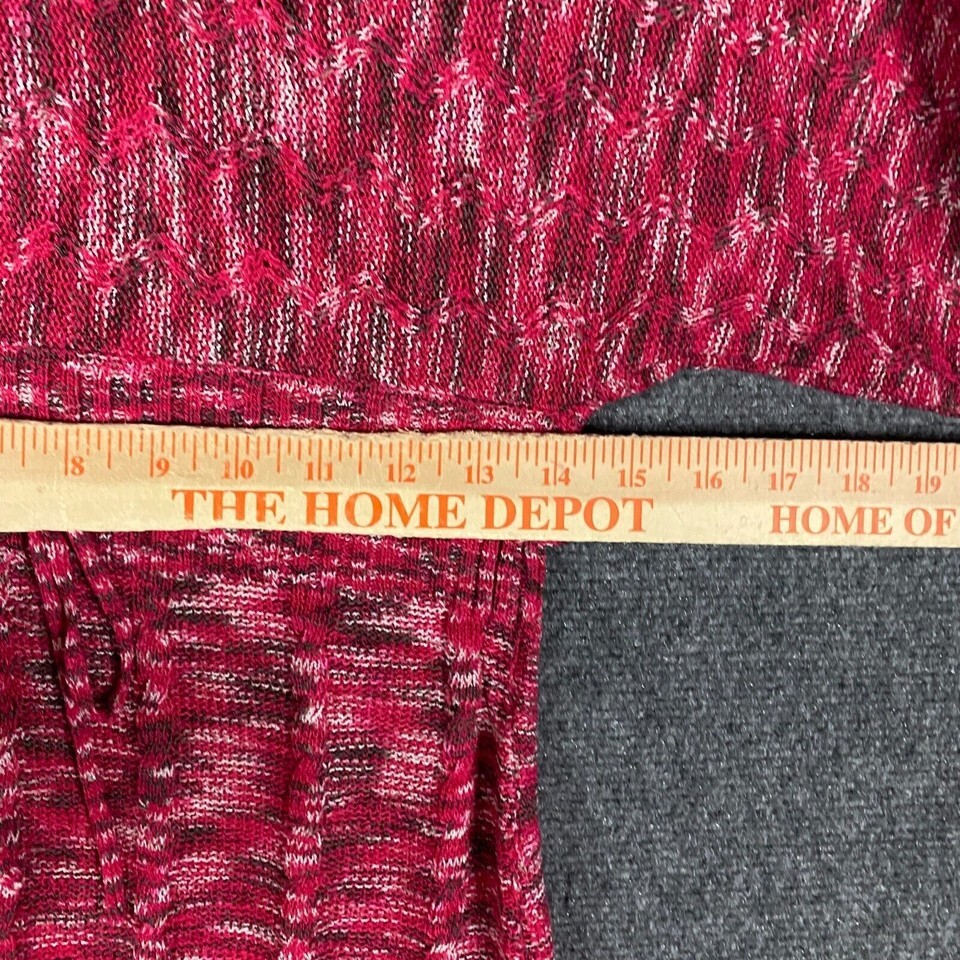 8 9 10 11 12 13 14 15 16 17 18 19
THE HOME DEPOT HOME OF